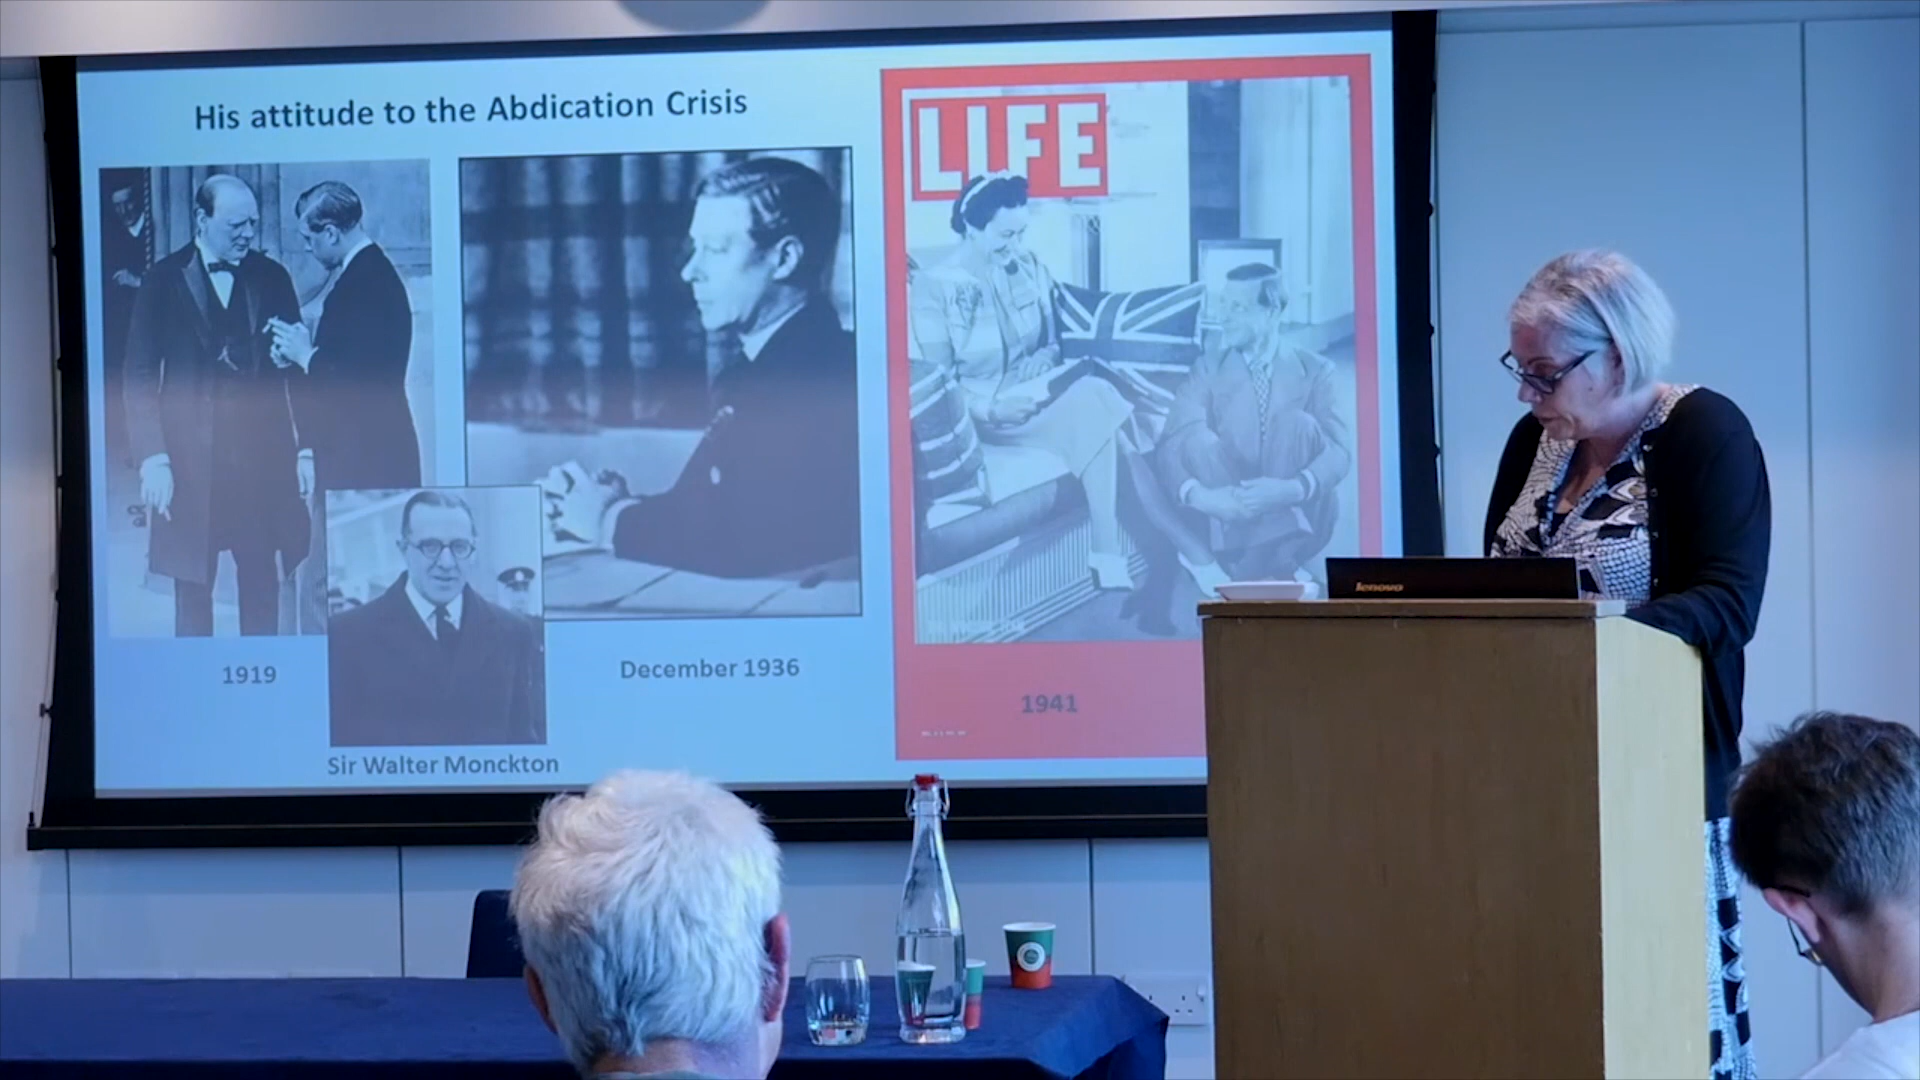 His attitude to the Abdication Crisis
LIFE
1919
December 1936
1941
Sir Walter Monckton
lenovo